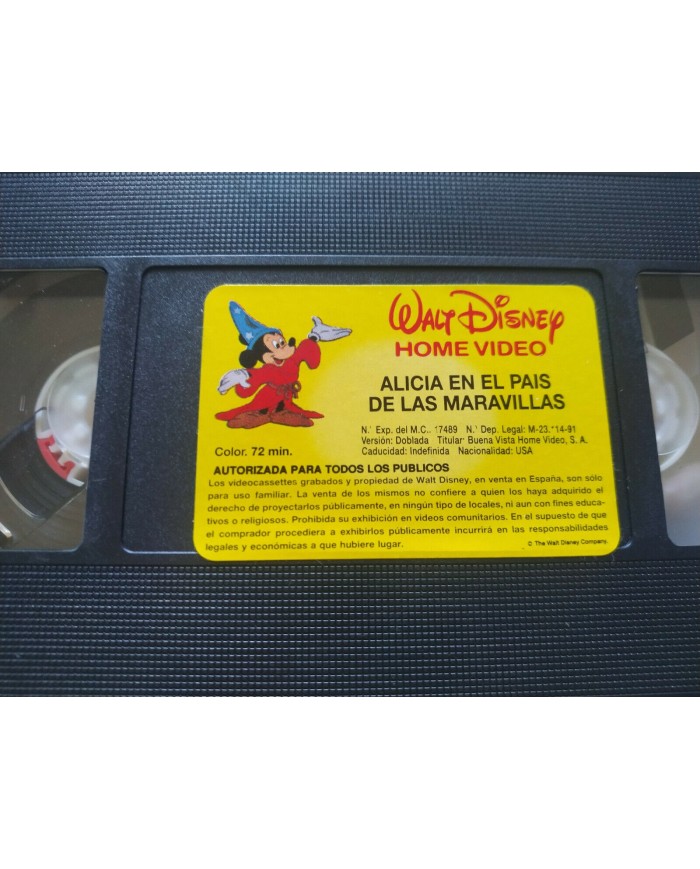 WALT DISNEY
HOME VIDEO
ALICIA EN EL PAIS
DE LAS MARAVILLAS
N.º Exp. del M.C.: 17489 N.º Dep. Legal:
Versión: Doblada Titular: Buena Vista Home Video, S. A.
Caducidad: Indefinida Nacionalidad: USA
Color. 72 min.
AUTORIZADA PARA TODOS LOS PUBLICOS
Los videocassettes grabados y propiedad de Walt Disney, en venta en España, son sólo
para uso familiar. La venta de los mismos no confiere a quien los haya adquirido el
derecho de proyectarlos públicamente, en ningún tipo de locales, ni aun con fines educa-
tivos o religiosos. Prohibida su exhibición en videos comunitarios. En el supuesto de que
el comprador procediera a exhibirlos públicamente incurrirá en las responsabilidades
legales y económicas a que hubiere lugar.
© The Walt Disney Company.